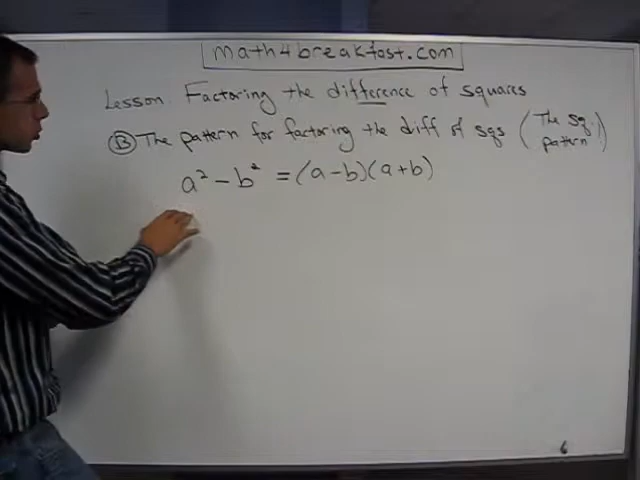 math4breakfast.com
Lesson Factoring the difference of squares
Ⓑ The pattern for factoring the diff of sqs (The sq. pattern)
a² - b² = (a-b)(a+b)
6